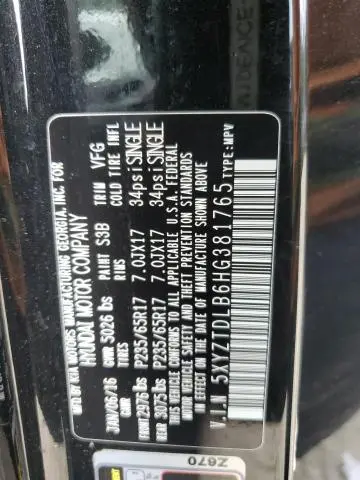 MFD BY KIA MOTORS MANUFACTURING GEORGIA, INC. FOR
HYUNDAI MOTOR COMPANY
JAN/06/16 GVWR 5026 lbs PAINT S3B TRIM VFG
GAWR TIRES RIMS COLD TIRE INFL
FRONT 2976 lbs P235/65R17 7.0JX17 34psi SINGLE
REAR 3075 lbs P235/65R17 7.0JX17 34psi SINGLE
THIS VEHICLE CONFORMS TO ALL APPLICABLE U.S.A. FEDERAL
MOTOR VEHICLE SAFETY AND THEFT PREVENTION STANDARDS
IN EFFECT ON THE DATE OF MANUFACTURE SHOWN ABOVE.
V.I.N 5XYZTDLB6HG381765 TYPE:MPV
Z670